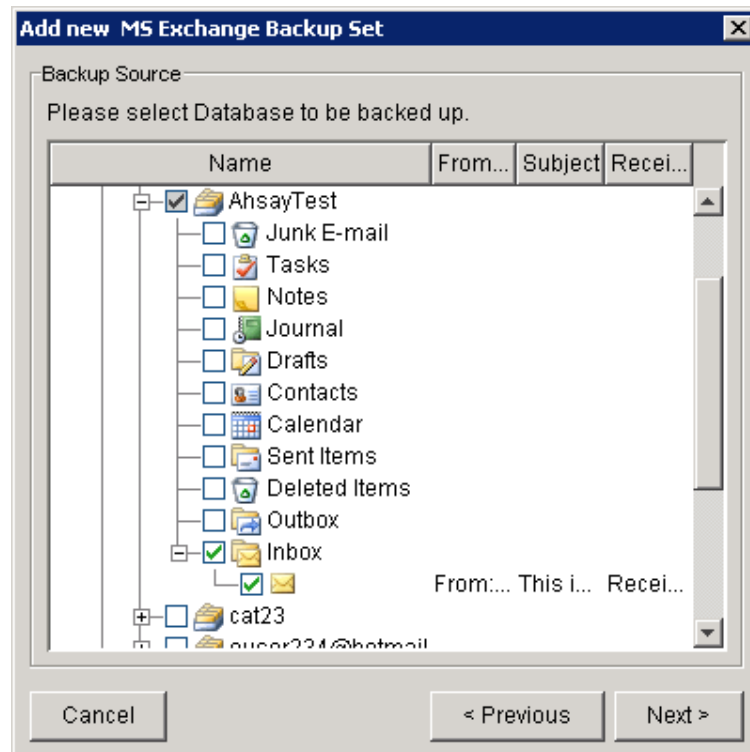 Add new MS Exchange Backup Set
Backup Source
Please select Database to be backed up.
Name From... Subject Recei...
AhsayTest
Junk E-mail
Tasks
Notes
Journal
Drafts
Contacts
Calendar
Sent Items
Deleted Items
Outbox
Inbox
From:... This i... Recei...
cat23
Cancel < Previous Next >